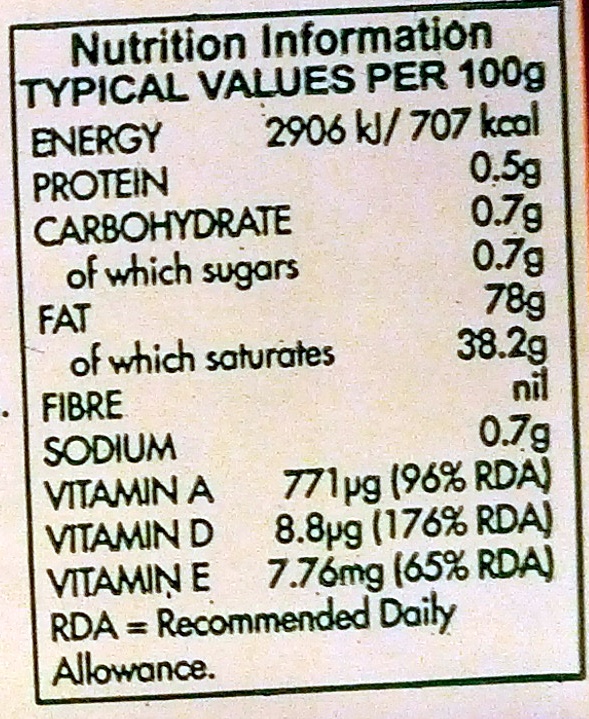 Nutrition Information
TYPICAL VALUES PER 100g
ENERGY 2906 kJ/ 707 kcal
PROTEIN 0.5g
CARBOHYDRATE 0.7g
of which sugars 0.7g
FAT 78g
of which saturates 38.2g
FIBRE nil
SODIUM 0.7g
VITAMIN A 771µg (96% RDA)
VITAMIN D 8.8µg (176% RDA)
VITAMIN E 7.76mg (65% RDA)
RDA = Recommended Daily
Allowance.